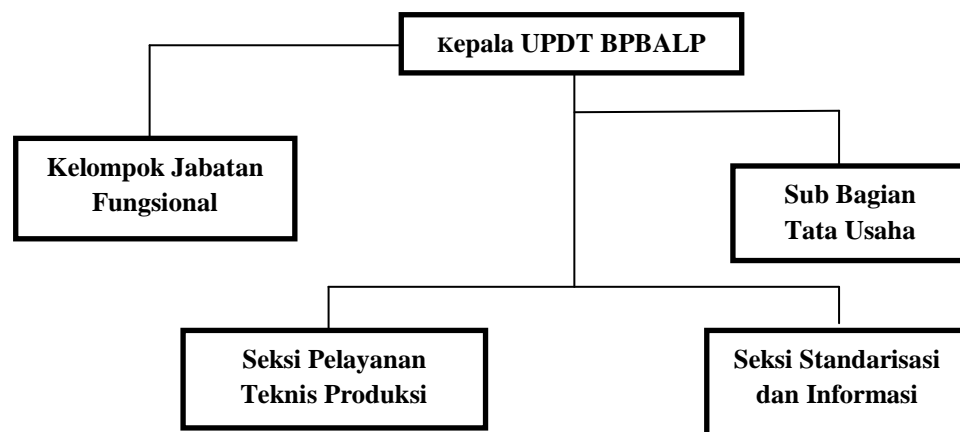 Kepala UPDT BPBALP
Kelompok Jabatan
Fungsional
Sub Bagian
Tata Usaha
Seksi Pelayanan
Teknis Produksi
Seksi Standarisasi
dan Informasi